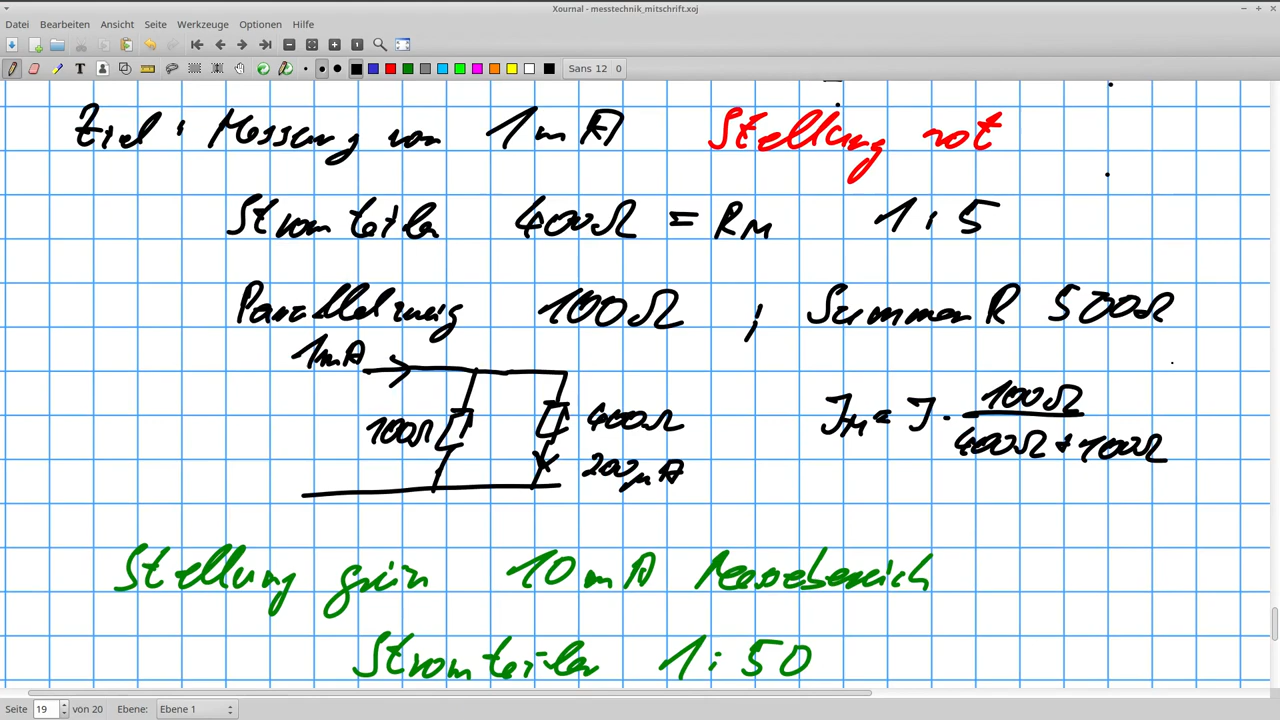 Xournal - messtechnik_mitschrift.xoj
Datei Bearbeiten Ansicht Seite Werkzeuge Optionen Hilfe
Sans 12 0
Ziel : Messung von 1mA Stellung rot
Stromteiler 400Ω = RM 1:5
Parallelzweig 100Ω ; Summen R 500Ω
1mA
100Ω 400Ω
200µA
IM = I · 100Ω / 400Ω + 100Ω
Stellung grün 10mA Messbereich
Stromteiler 1:50
Seite 19 von 20 Ebene: Ebene 1